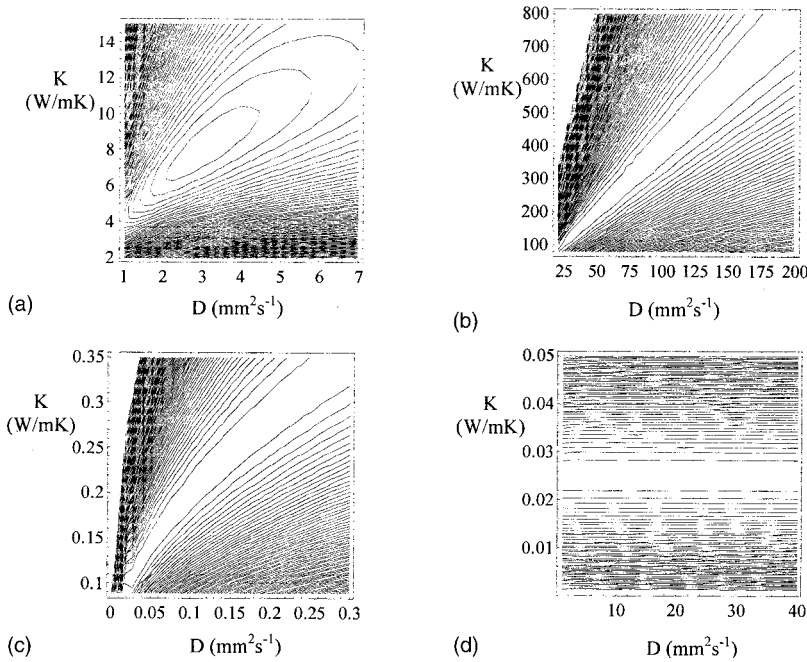 14
K
12
(W/mK)
10
8
6
4
2
1 2 3 4 5 6 7
(a)
D (mm²s⁻¹)
800
K
700
(W/mK)
600
500
400
300
200
100
25 50 75 100 125 150 175 200
(b)
D (mm²s⁻¹)
0.35
K
0.3
(W/mK)
0.25
0.2
0.15
0.1
0 0.05 0.1 0.15 0.2 0.25 0.3
(c)
D (mm²s⁻¹)
0.05
K
0.04
(W/mK)
0.03
0.02
0.01
10 20 30 40
(d)
D (mm²s⁻¹)